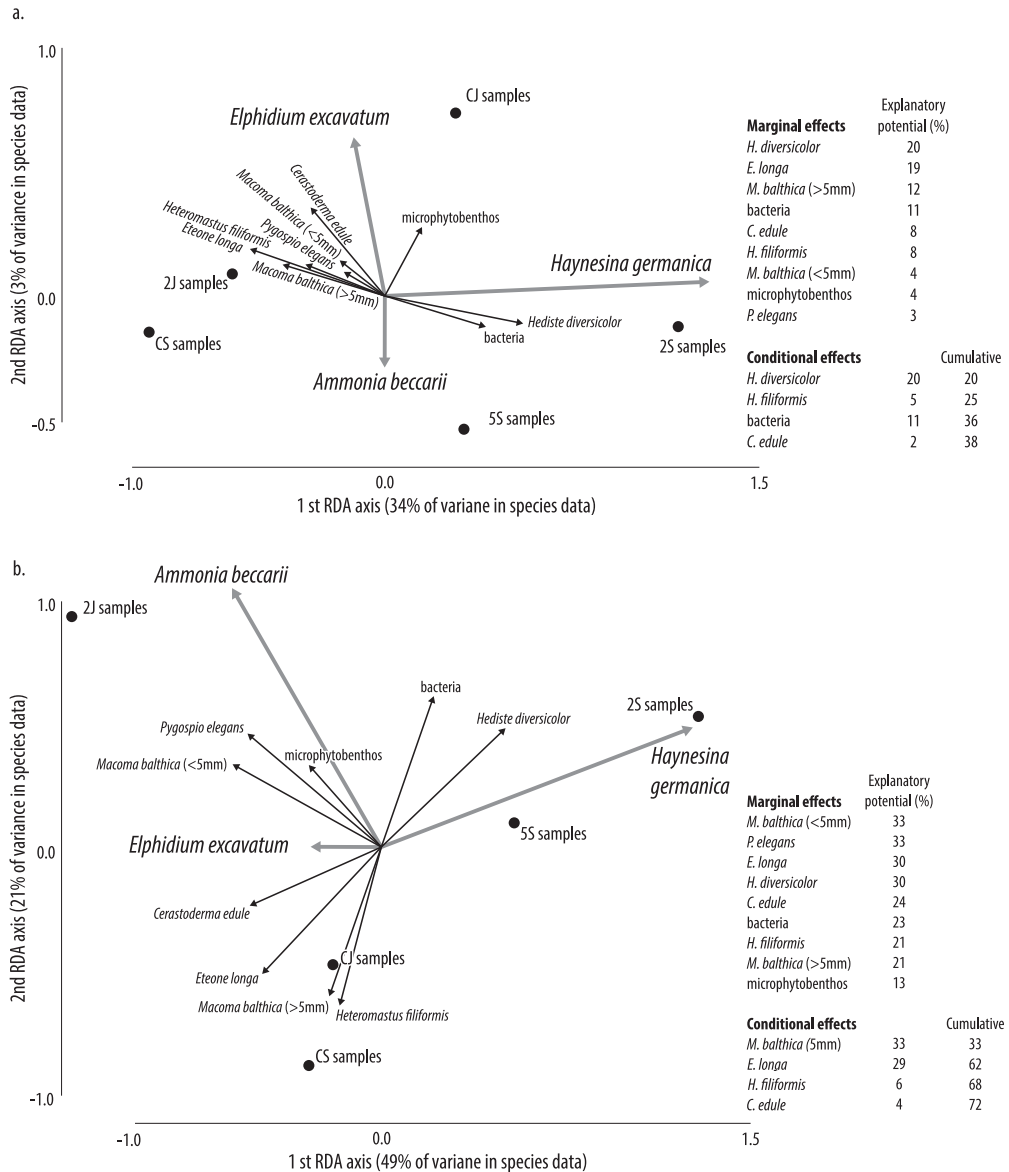 a.
1.0
0.0
-0.5
2nd RDA axis (3% of variance in species data)
CJ samples
Elphidium excavatum
Cerastoderma edule
Macoma balthica (<5mm)
microphytobenthos
Heteromastus filiformis
Pygospio elegans
Eteone longa
Macoma balthica (>5mm)
Haynesina germanica
2J samples
CS samples
Hediste diversicolor
bacteria
2S samples
Ammonia beccarii
5S samples
-1.0 0.0 1.5
1 st RDA axis (34% of variane in species data)
Explanatory
Marginal effects potential (%)
H. diversicolor 20
E. longa 19
M. balthica (>5mm) 12
bacteria 11
C. edule 8
H. filiformis 8
M. balthica (<5mm) 4
microphytobenthos 4
P. elegans 3
Conditional effects Cumulative
H. diversicolor 20 20
H. filiformis 5 25
bacteria 11 36
C. edule 2 38
b.
1.0
0.0
-1.0
2nd RDA axis (21% of variance in species data)
Ammonia beccarii
2J samples
bacteria
Hediste diversicolor
2S samples
Pygospio elegans
microphytobenthos
Macoma balthica (<5mm)
Haynesina
germanica
5S samples
Elphidium excavatum
Cerastoderma edule
CJ samples
Eteone longa
Macoma balthica (>5mm)
Heteromastus filiformis
CS samples
-1.0 0.0 1.5
1 st RDA axis (49% of variane in species data)
Explanatory
Marginal effects potential (%)
M. balthica (<5mm) 33
P. elegans 33
E. longa 30
H. diversicolor 30
C. edule 24
bacteria 23
H. filiformis 21
M. balthica (>5mm) 21
microphytobenthos 13
Conditional effects Cumulative
M. balthica (5mm) 33 33
E. longa 29 62
H. filiformis 6 68
C. edule 4 72